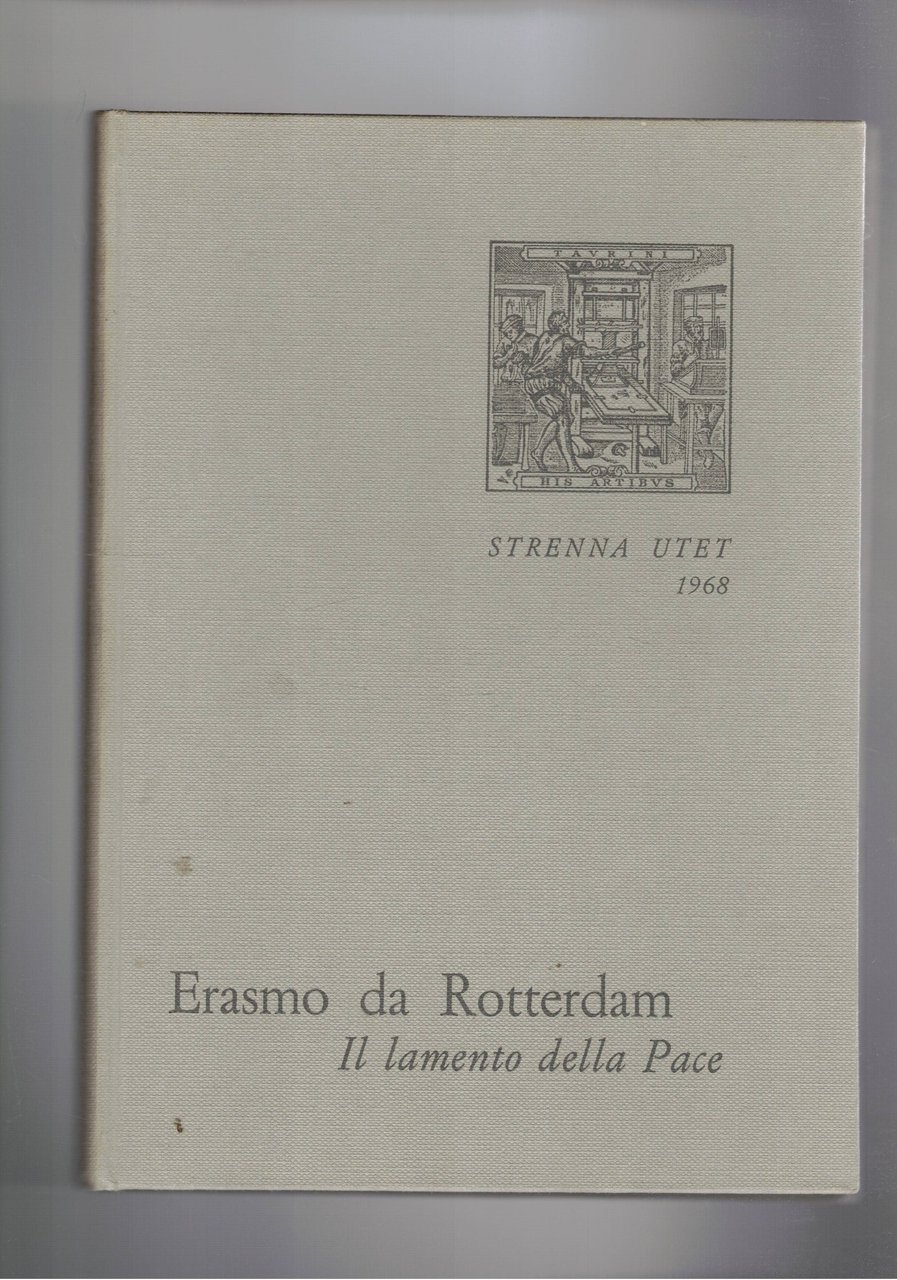 TAVRINI
HIS ARTIBVS
STRENNA UTET
1968
Erasmo da Rotterdam
Il lamento della Pace